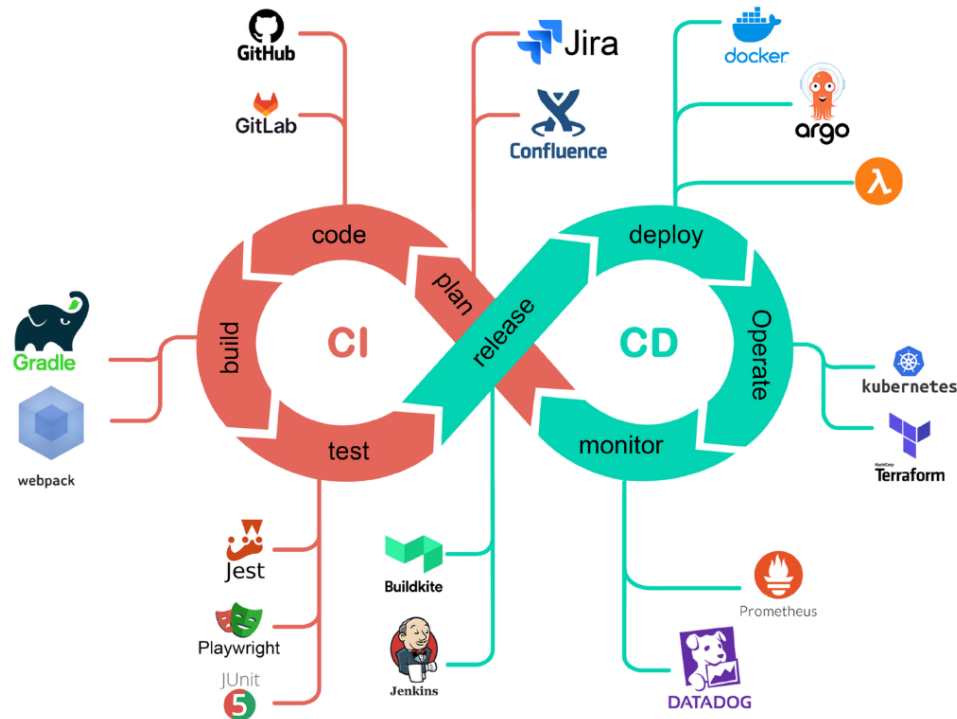 GitHub
GitLab
Jira
Confluence
docker
argo
λ
code
plan
build
CI
test
release
deploy
CD
Operate
monitor
Gradle
webpack
kubernetes
HashiCorp
Terraform
Jest
Playwright
JUnit
5
Buildkite
Jenkins
Prometheus
DATADOG